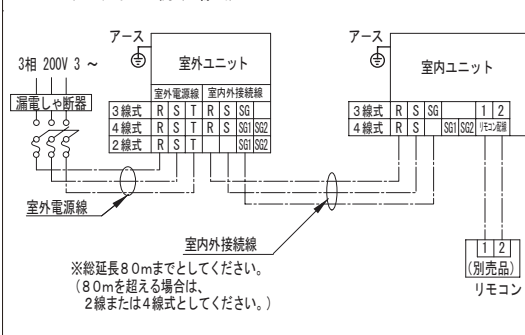 アース
3相 200V 3 ~
漏電しゃ断器
室外ユニット
室外電源線 室内外接続線
3線式 R S T R S SG
4線式 R S T R S SG1 SG2
2線式 R S T SG1 SG2
アース
室内ユニット
3線式 R S SG 1 2
4線式 R S SG1 SG2 リモコン配線
室外電源線
室内外接続線
※総延長80mまでとしてください。
(80mを超える場合は、
2線または4線式としてください。)
1 2
(別売品)
リモコン